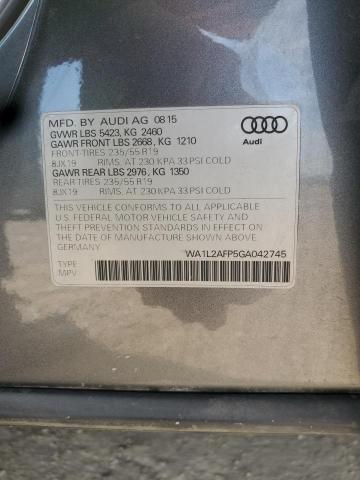 MFD. BY AUDI AG 08 15
GVWR LBS 5423, KG 2460
GAWR FRONT LBS 2668, KG 1210
FRONT-TIRES 235/55 R19
8JX19 RIMS, AT 230 KPA 33 PSI COLD
GAWR REAR LBS 2976, KG 1350
REAR TIRES 235/55 R19
8JX19 RIMS, AT 230 KPA 33 PSI COLD
Audi
THIS VEHICLE CONFORMS TO ALL APPLICABLE
U.S. FEDERAL MOTOR VEHICLE SAFETY AND
THEFT PREVENTION STANDARDS IN EFFECT ON
THE DATE OF MANUFACTURE SHOWN ABOVE.
GERMANY.
WA1L2AFP5GA042745
TYPE
MPV